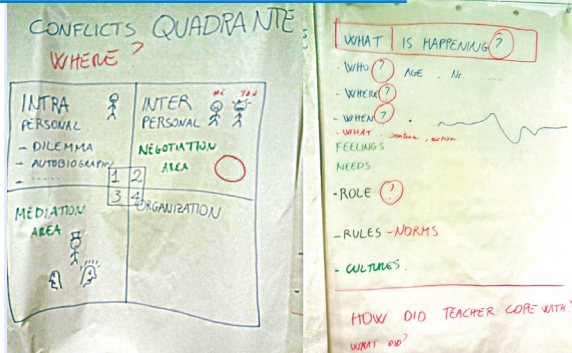 CONFLICTS QUADRANTE
WHERE?
INTRA
PERSONAL
- DILEMMA
- AUTOBIOGRAPHY
- ......
INTER
PERSONAL
ME YOU
NEGOTIATION
AREA
1 2
3 4
MEDIATION
AREA
ORGANIZATION
WHAT IS HAPPENING?
- WHO? AGE . Nr ....
- WHERE?
- WHEN? .
- WHAT - action
FEELINGS
NEEDS
- ROLE ?
- RULES - NORMS
- CULTURES.
HOW DID TEACHER COPE WITH?
WHAT DID?